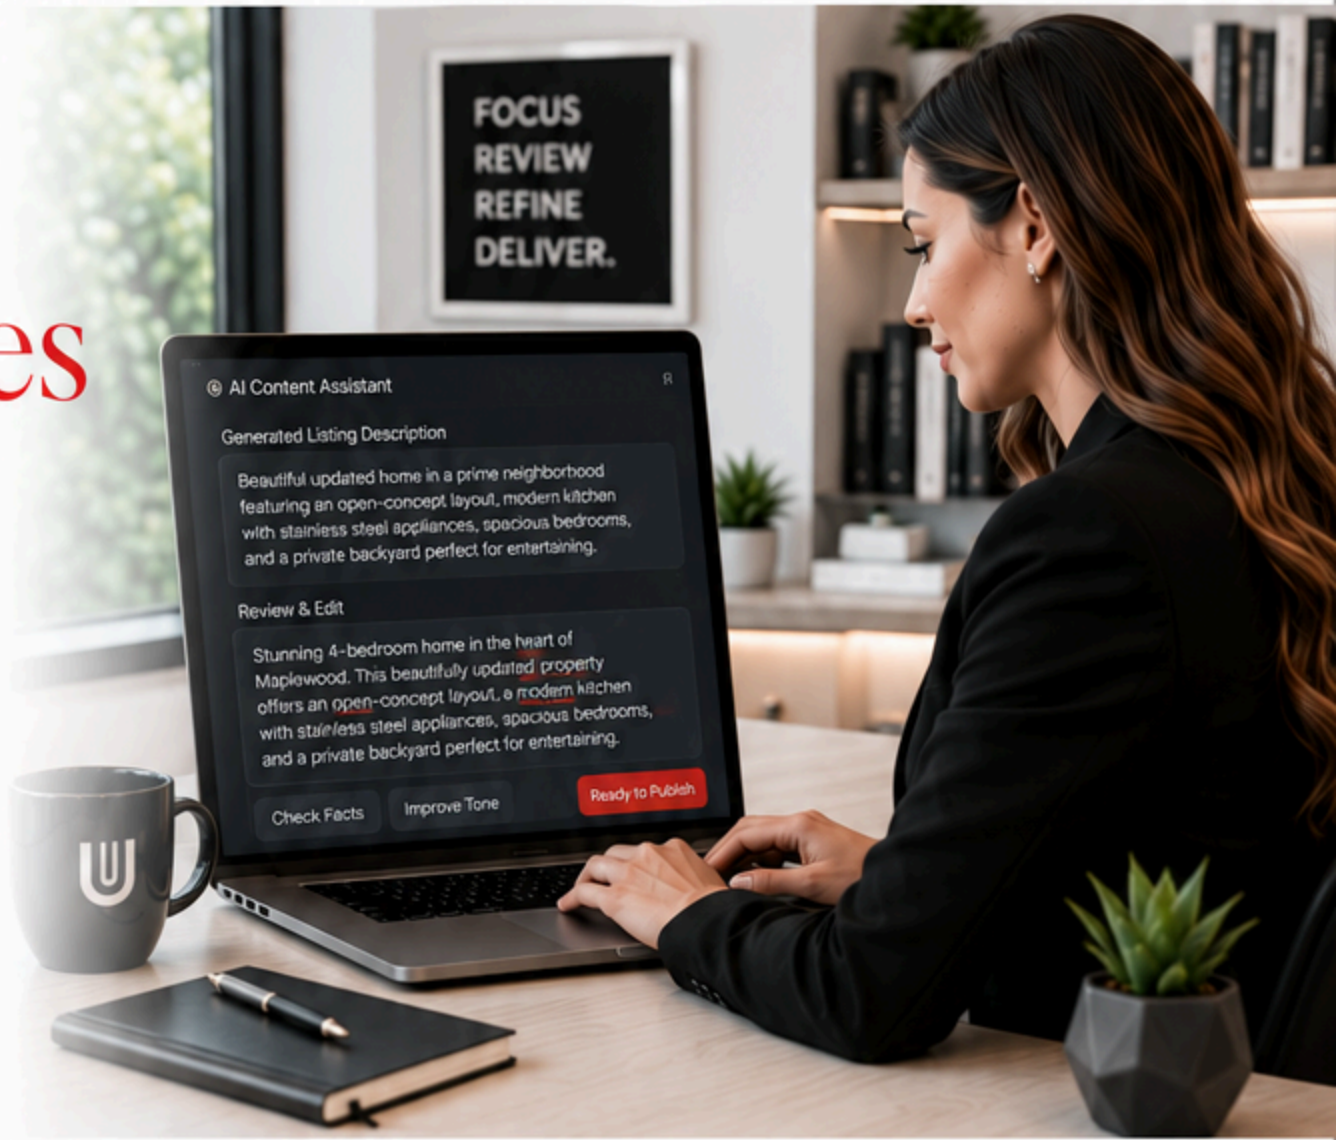 FOCUS
REVIEW
REFINE
DELIVER.
es
AI Content Assistant
Generated Listing Description
Beautiful updated home in a prime neighborhood
featuring an open-concept layout, modern kitchen
with stainless steel appliances, spacious bedrooms,
and a private backyard perfect for entertaining.
Review & Edit
Stunning 4-bedroom home in the heart of
Maplewood. This beautifully updated property
offers an open-concept layout, a modern kitchen
with stainless steel appliances, spacious bedrooms,
and a private backyard perfect for entertaining.
Check Facts
Improve Tone
Ready to Publish
U